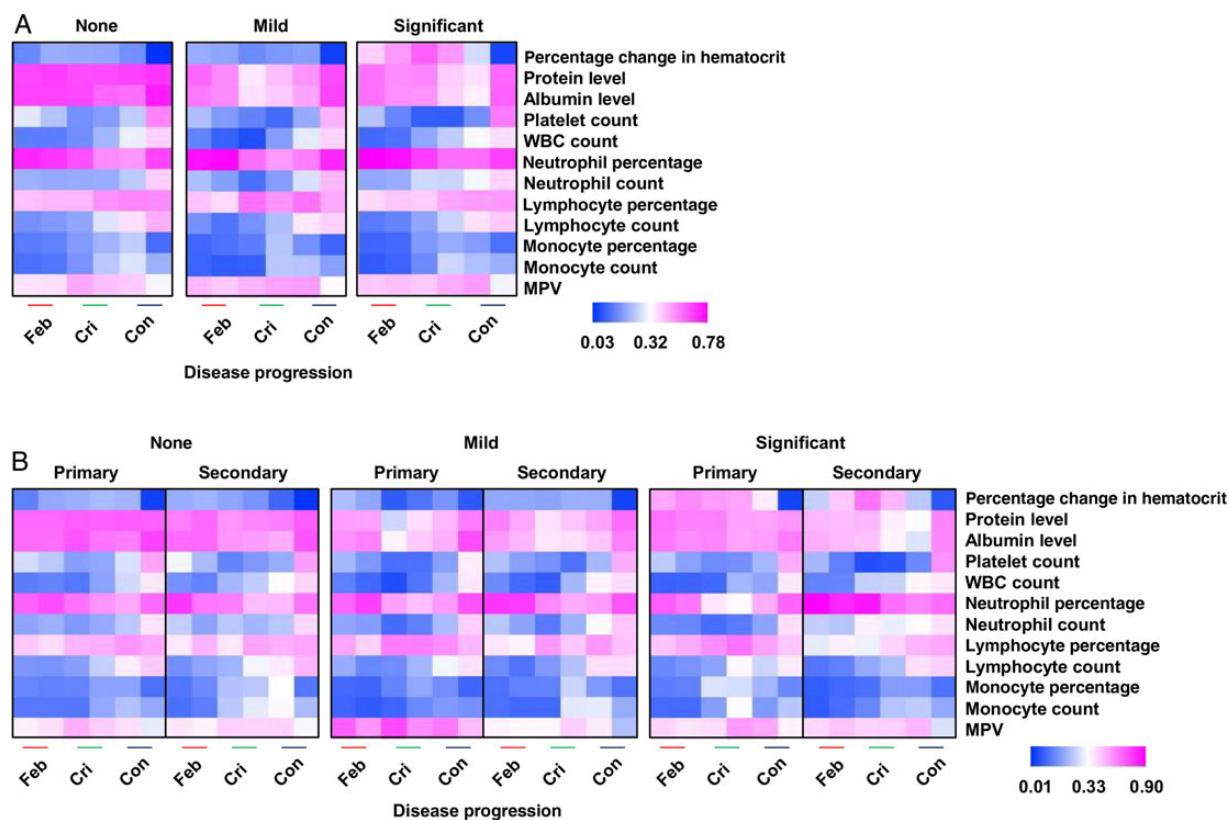 A
None Mild Significant
Percentage change in hematocrit
Protein level
Albumin level
Platelet count
WBC count
Neutrophil percentage
Neutrophil count
Lymphocyte percentage
Lymphocyte count
Monocyte percentage
Monocyte count
MPV
Feb Cri Con Feb Cri Con Feb Cri Con
0.03 0.32 0.78
Disease progression
None Mild Significant
B
Primary Secondary Primary Secondary Primary Secondary
Percentage change in hematocrit
Protein level
Albumin level
Platelet count
WBC count
Neutrophil percentage
Neutrophil count
Lymphocyte percentage
Lymphocyte count
Monocyte percentage
Monocyte count
MPV
Feb Cri Con Feb Cri Con Feb Cri Con Feb Cri Con Feb Cri Con Feb Cri Con
0.01 0.33 0.90
Disease progression